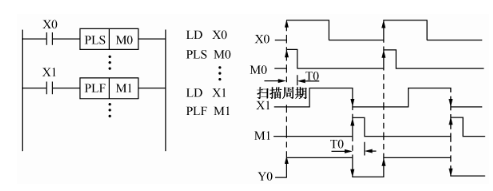 X0
PLS M0
X1
PLF M1
LD X0
PLS M0
LD X1
PLF M1
X0
M0
T0
扫描周期
X1
M1
T0
Y0